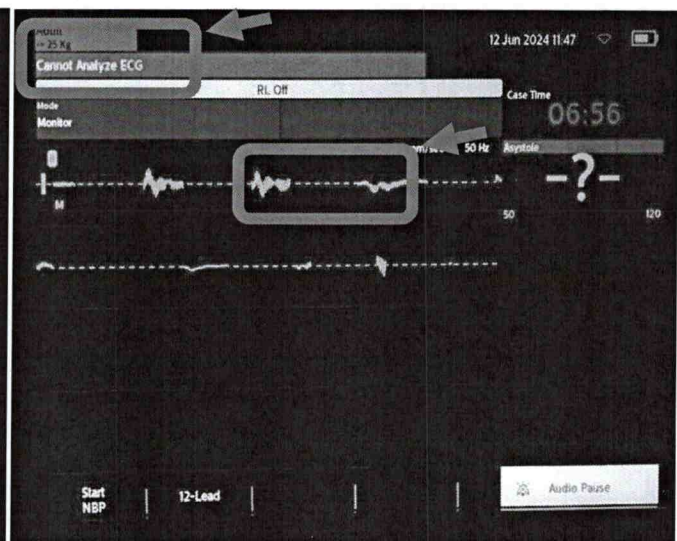 Adult
>= 25 Kg
12 Jun 2024 11:47
Cannot Analyze ECG
RL Off
Case Time
06:56
Mode
Monitor
50 Hz
Asystole
-?-
M
50
120
Start
NBP
12-Lead
Audio Pause